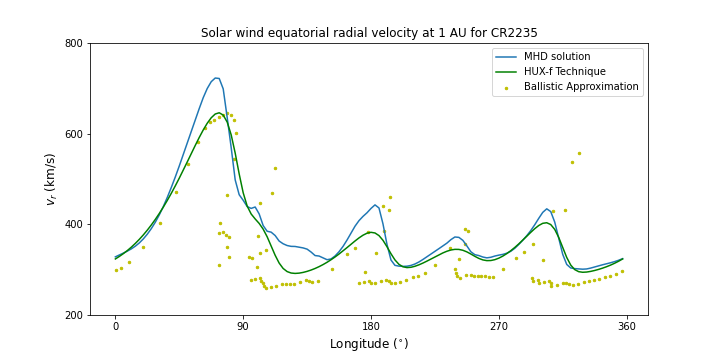 Solar wind equatorial radial velocity at 1 AU for CR2235
800
600
400
200
v_r (km/s)
MHD solution
HUX-f Technique
Ballistic Approximation
0 90 180 270 360
Longitude (°)